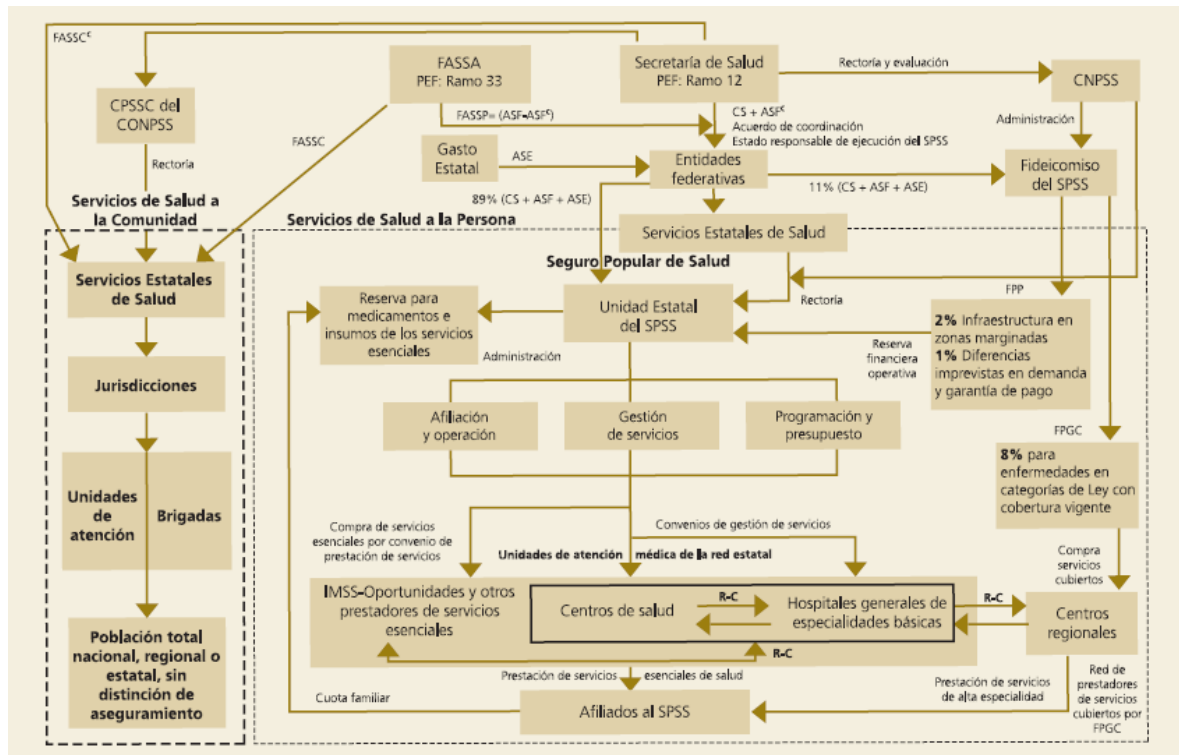 FASSC€
FASSA
PEF: Ramo 33
Secretaría de Salud
PEF: Ramo 12
Rectoría y evaluación
CNPSS
CPSSC del
CONPSS
FASSP= (ASF-ASF€)
CS + ASF€
Acuerdo de coordinación
Estado responsable de ejecución del SPSS
Administración
FASSC
Rectoría
Gasto
Estatal
ASE
Entidades
federativas
11% (CS + ASF + ASE)
Fideicomiso
del SPSS
89% (CS + ASF + ASE)
Servicios de Salud a
la Comunidad
Servicios de Salud a la Persona
Servicios Estatales de Salud
Servicios Estatales
de Salud
Seguro Popular de Salud
Reserva para
medicamentos e
insumos de los servicios
esenciales
Unidad Estatal
del SPSS
Rectoría
FPP
2% Infraestructura en
zonas marginadas
1% Diferencias
imprevistas en demanda
y garantía de pago
Reserva
financiera
operativa
Administración
Jurisdicciones
Afiliación
y operación
Gestión
de servicios
Programación y
presupuesto
FPGC
8% para
enfermedades en
categorías de Ley con
cobertura vigente
Unidades
de
atención
Brigadas
Compra de servicios
esenciales por convenio de
prestación de servicios
Convenios de gestión de servicios
Unidades de atención médica de la red estatal
Compra
servicios
cubiertos
IMSS-Oportunidades y otros
prestadores de servicios
esenciales
Centros de salud
R-C
Hospitales generales de
especialidades básicas
R-C
Centros
regionales
R-C
Población total
nacional, regional o
estatal, sin
distinción de
aseguramiento
Prestación de servicios esenciales de salud
Prestación de servicios
de alta especialidad
Red de
prestadores
de servicios
cubiertos por
FPGC
Cuota familiar
Afiliados al SPSS